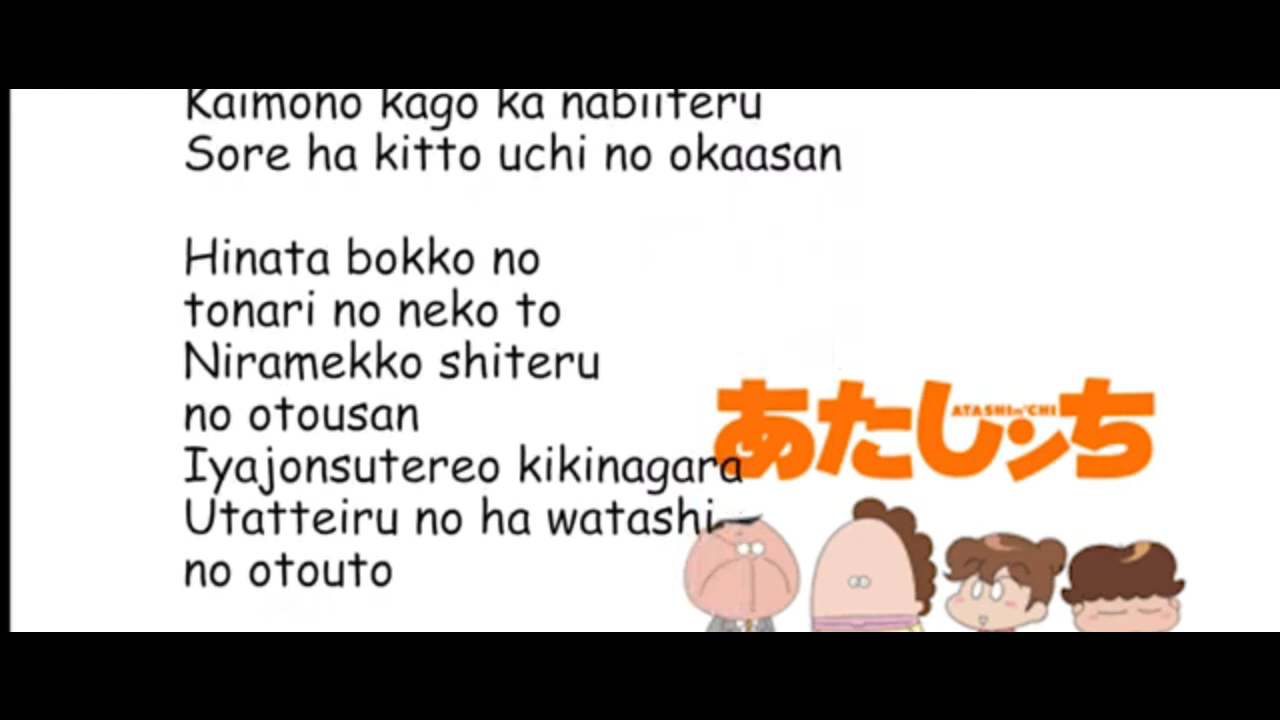 Kaimono kago ka nabiiteru
Sore ha kitto uchi no okaasan
Hinata bokko no
tonari no neko to
Niramekko shiteru
no otousan
Iyajonsutereo kikinagara
Utatteiru no ha watashi
no otouto
あたしンち
ATASHIn'CHI